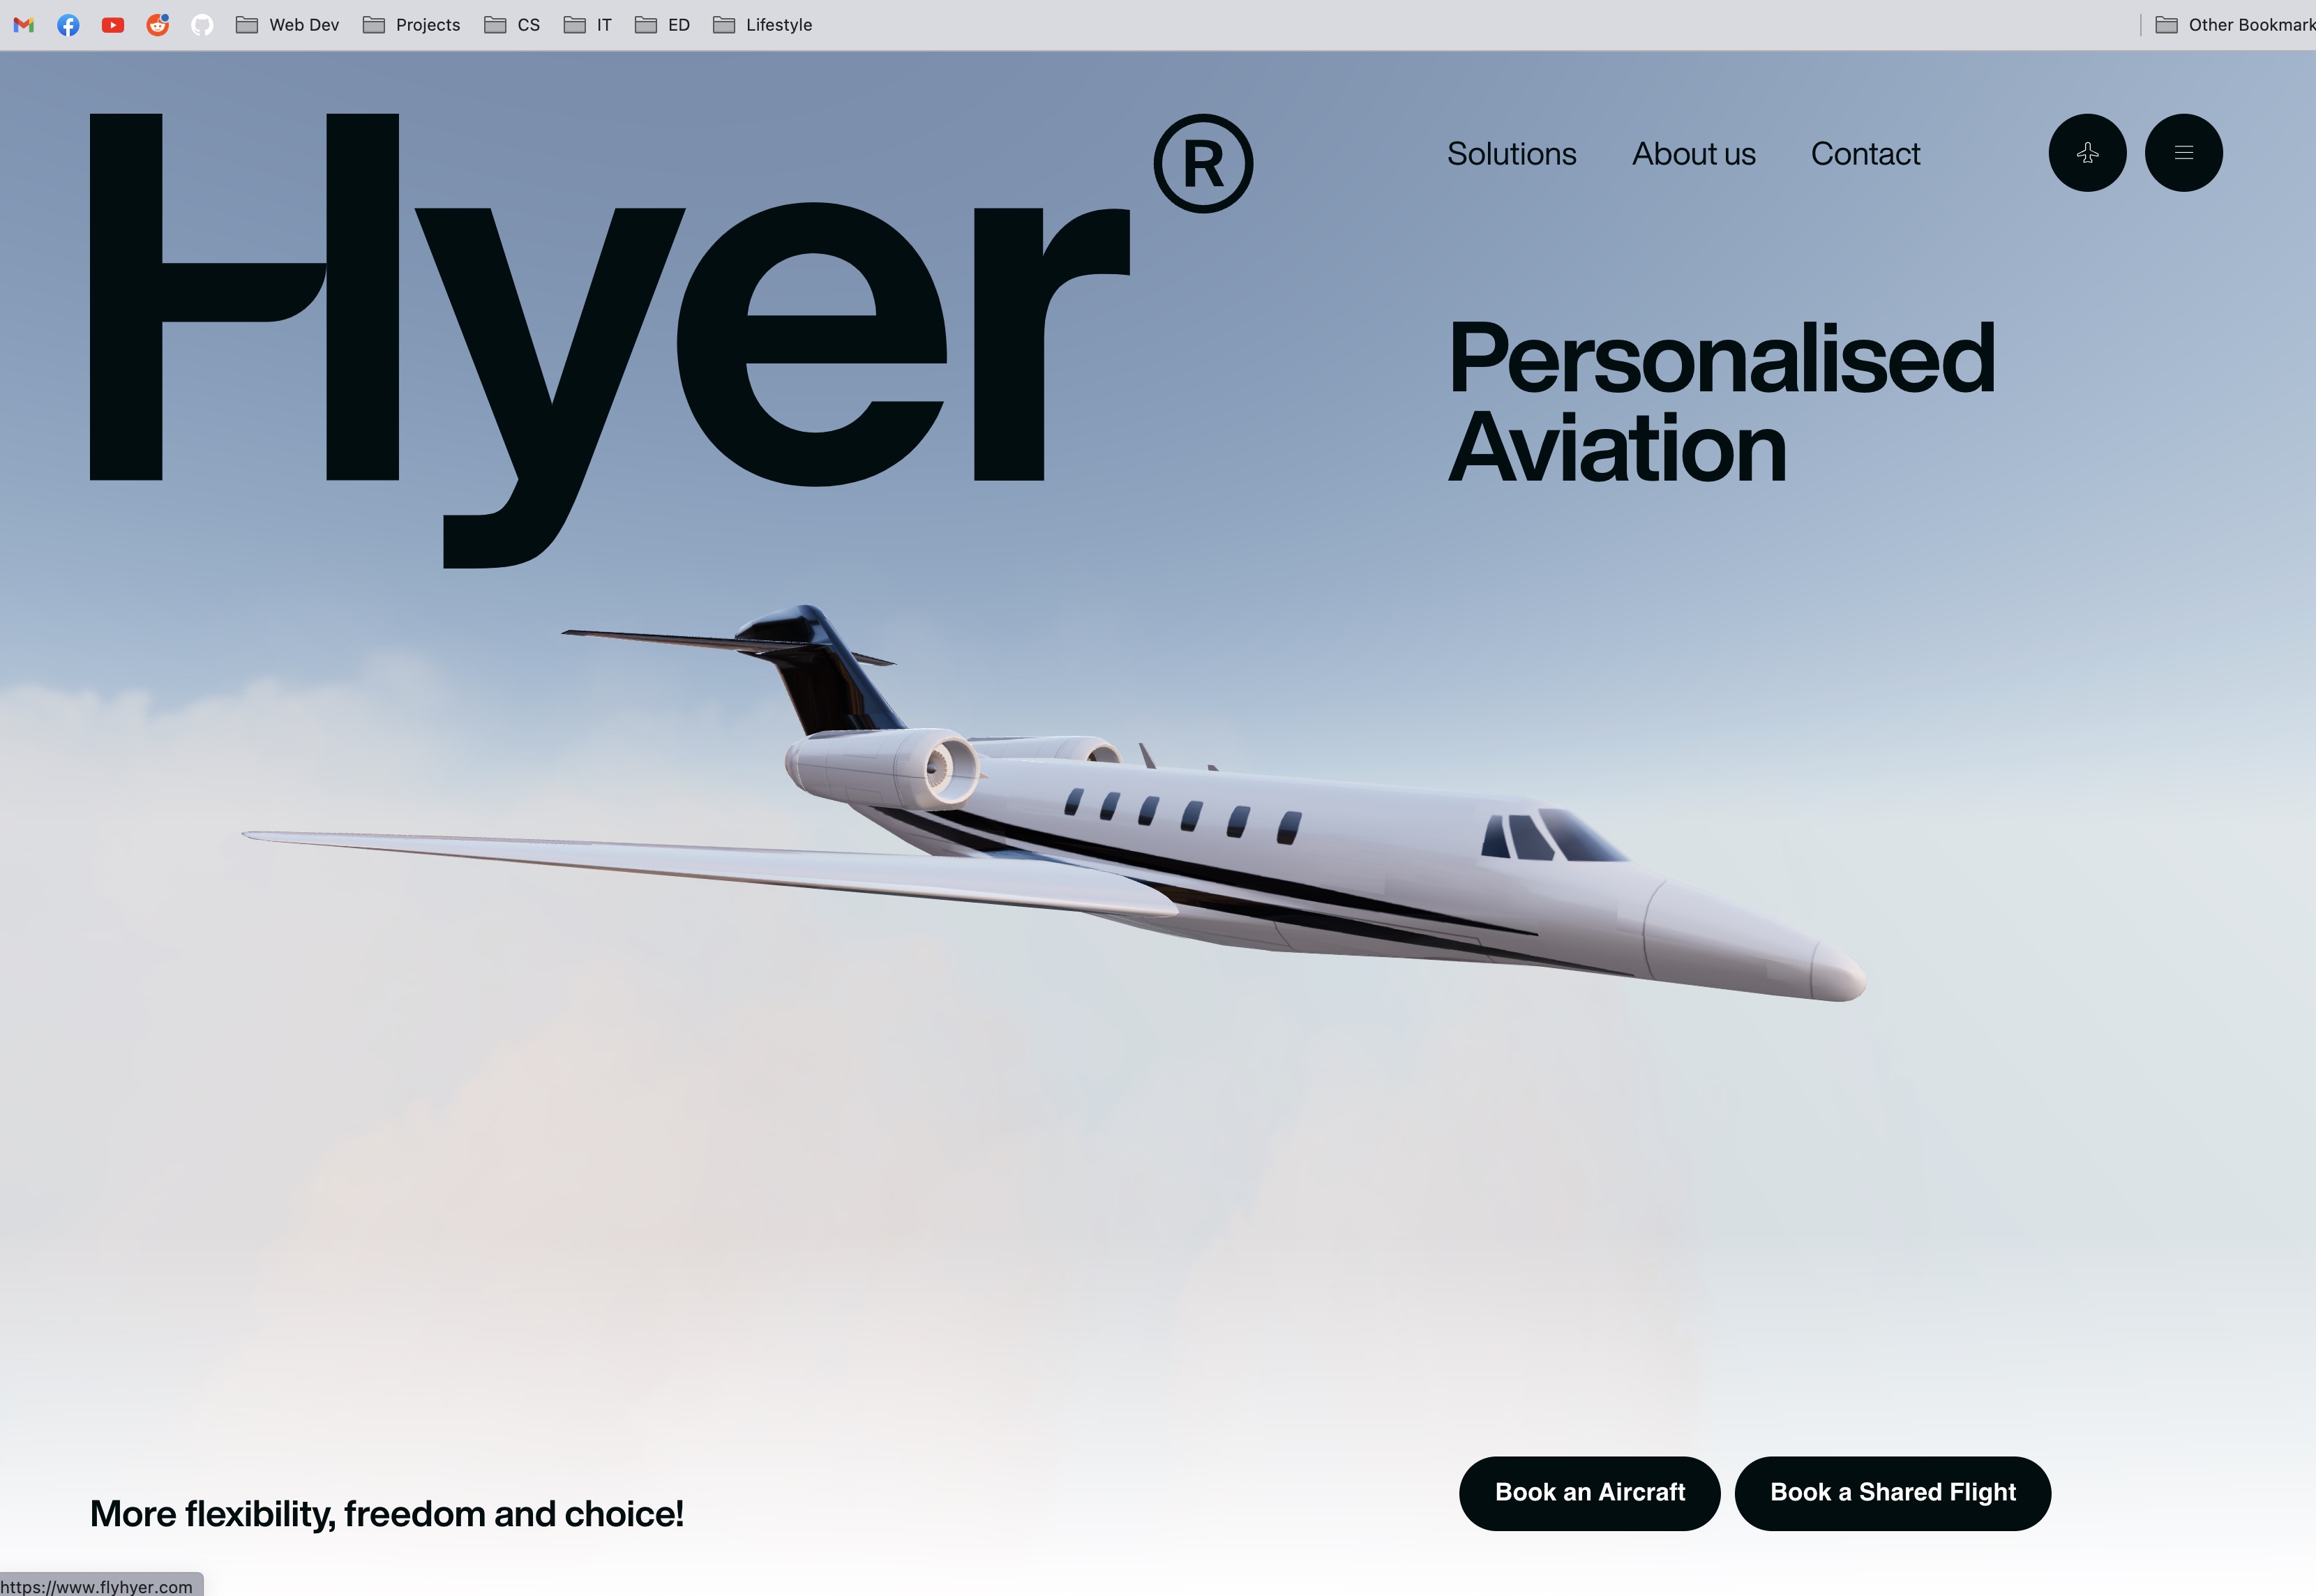 Web Dev Projects CS IT ED Lifestyle Other Bookmark
Hyer®
Solutions About us Contact
Personalised
Aviation
More flexibility, freedom and choice!
Book an Aircraft Book a Shared Flight
https://www.flyhyer.com